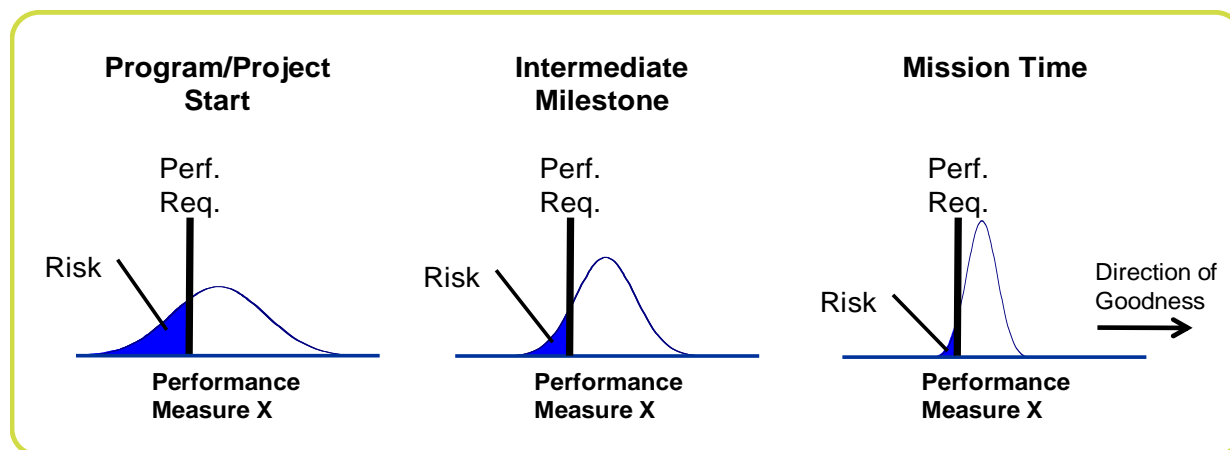 Program/Project
Start
Perf.
Req.
Risk
Performance
Measure X
Intermediate
Milestone
Perf.
Req.
Risk
Performance
Measure X
Mission Time
Perf.
Req.
Risk
Direction of
Goodness
Performance
Measure X